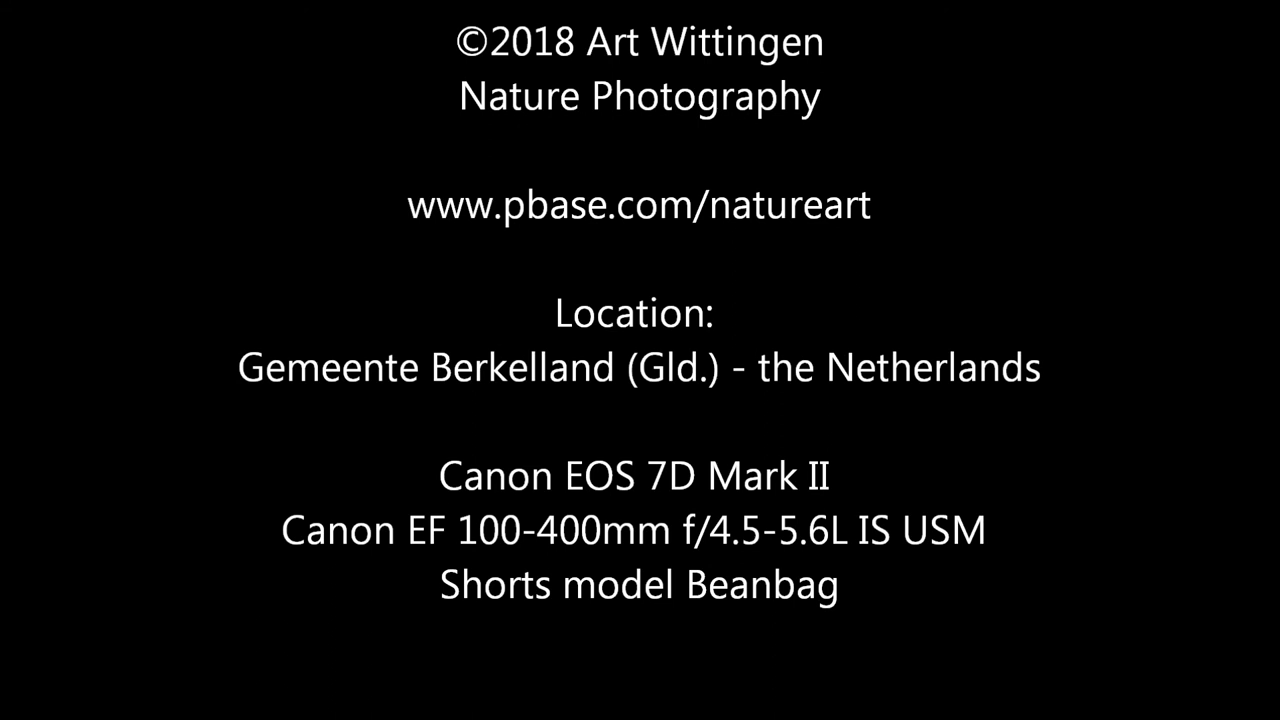 ©2018 Art Wittingen
Nature Photography
www.pbase.com/natureart
Location:
Gemeente Berkelland (Gld.) - the Netherlands
Canon EOS 7D Mark II
Canon EF 100-400mm f/4.5-5.6L IS USM
Shorts model Beanbag